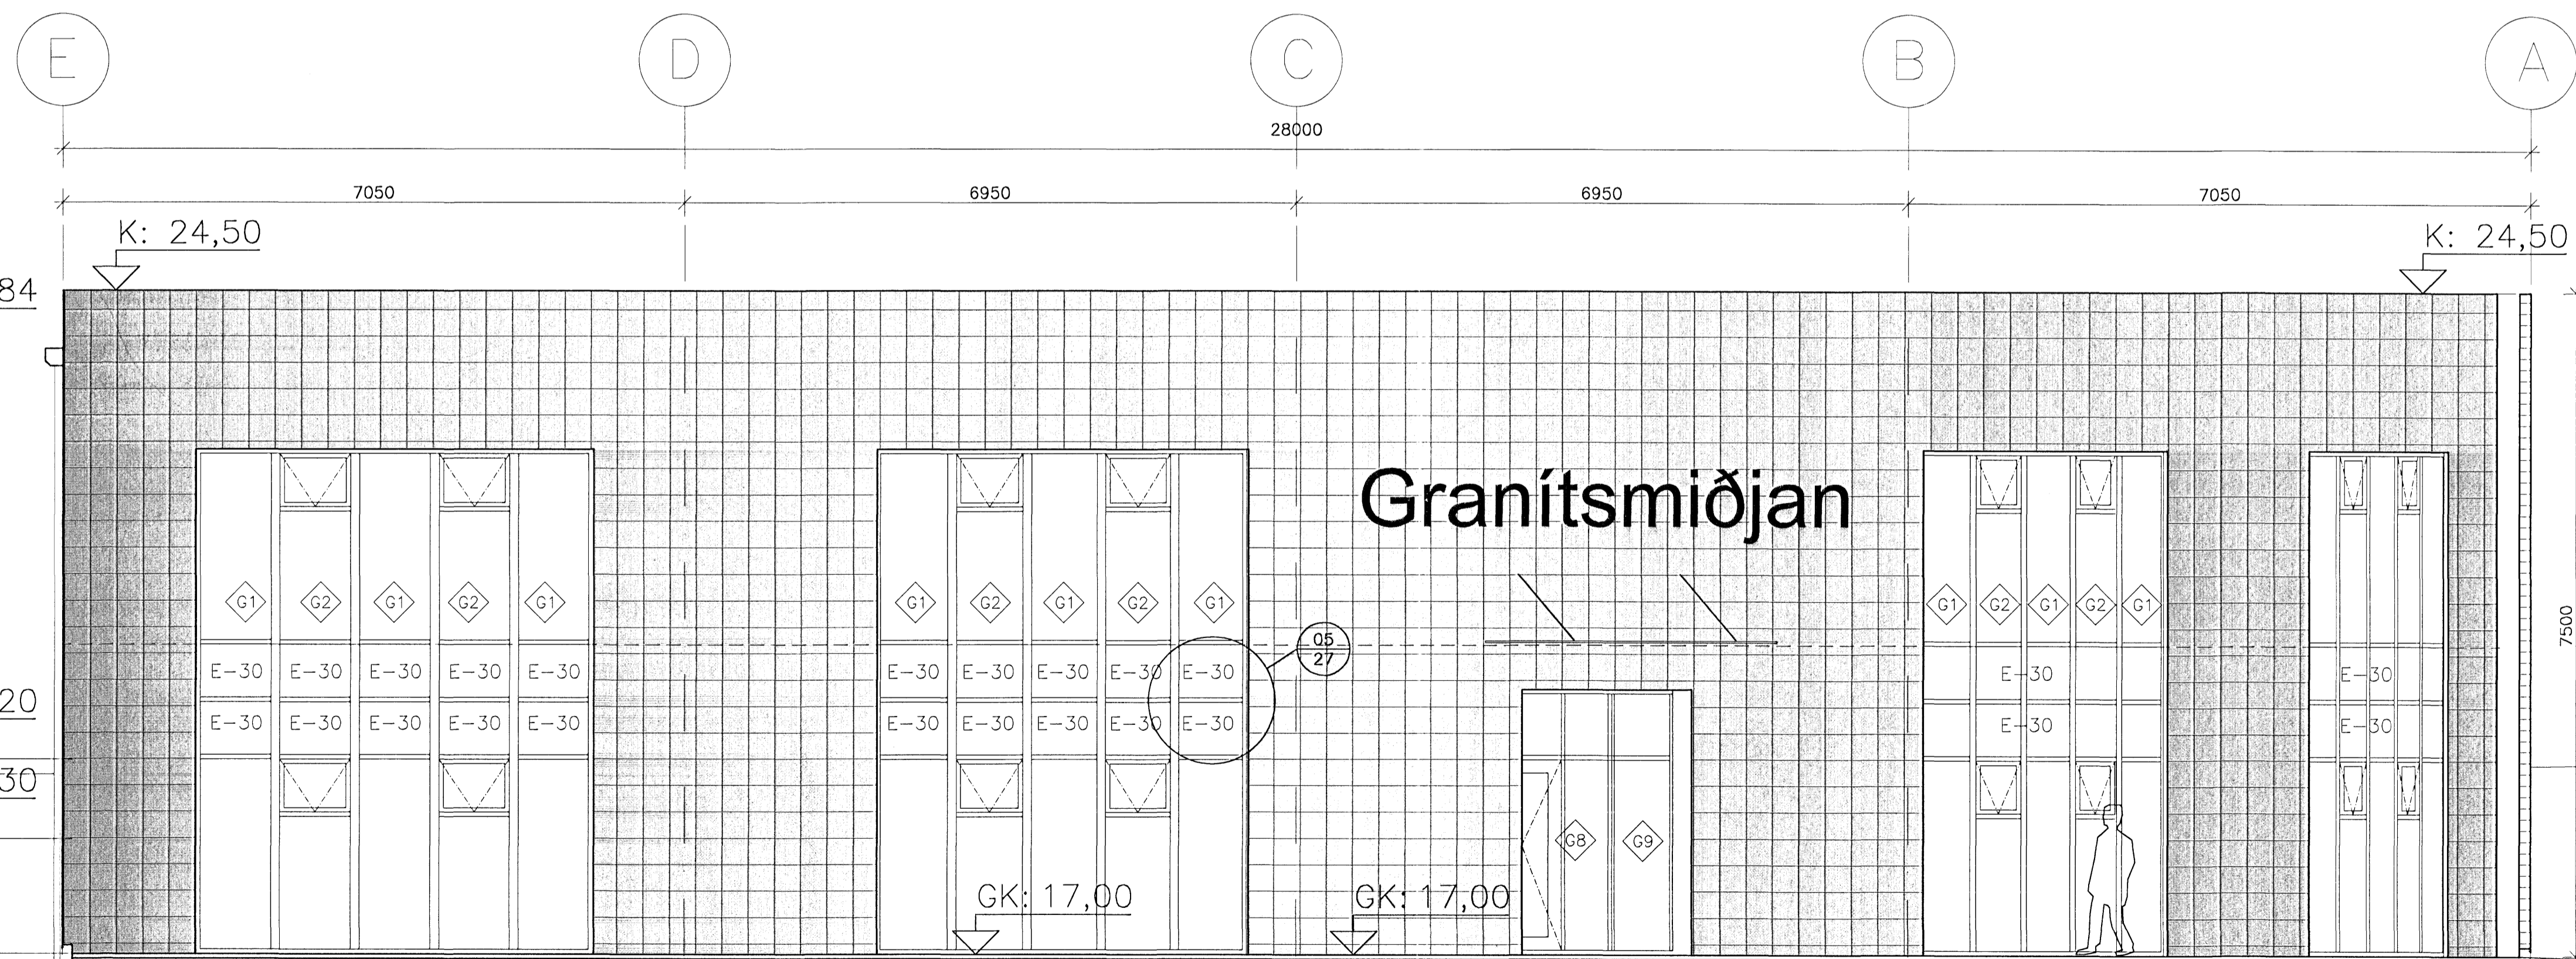 E D C B A
28000
7050 6950 6950 7050
K: 24,50 K: 24,50
84
Granítsmiðjan
G1 G2 G1 G2 G1 G1 G2 G1 G2 G1 G1 G2 G1 G2 G1
7500
05
27
E-30 E-30 E-30 E-30 E-30 E-30 E-30 E-30 E-30 E-30 E-30 E-30
20
E-30 E-30 E-30 E-30 E-30 E-30 E-30 E-30 E-30 E-30 E-30 E-30
30
G8 G9
GK: 17,00 GK: 17,00